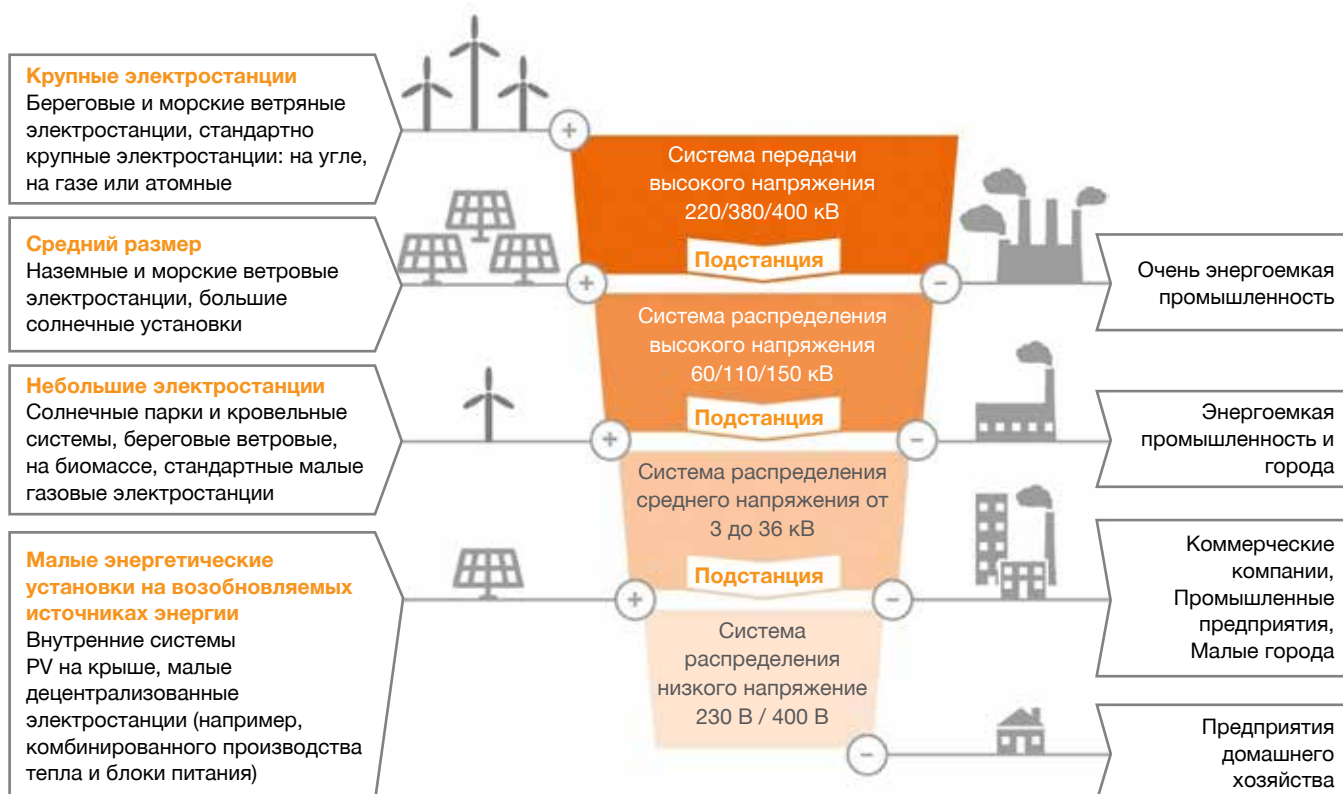 Крупные электростанции
Береговые и морские ветряные
электростанции, стандартно
крупные электростанции: на угле,
на газе или атомные
Средний размер
Наземные и морские ветровые
электростанции, большие
солнечные установки
Небольшие электростанции
Солнечные парки и кровельные
системы, береговые ветровые,
на биомассе, стандартные малые
газовые электростанции
Малые энергетические
установки на возобновляемых
источниках энергии
Внутренние системы
PV на крыше, малые
децентрализованные
электростанции (например,
комбинированного производства
тепла и блоки питания)
+
Система передачи
высокого напряжения
220/380/400 кВ
Подстанция
+
−
Система распределения
высокого напряжения
60/110/150 кВ
Подстанция
+
−
Система распределения
среднего напряжения от
3 до 36 кВ
Подстанция
+
−
Система
распределения
низкого напряжение
230 В / 400 В
−
Очень энергоемкая
промышленность
Энергоемкая
промышленность и
города
Коммерческие
компании,
Промышленные
предприятия,
Малые города
Предприятия
домашнего
хозяйства